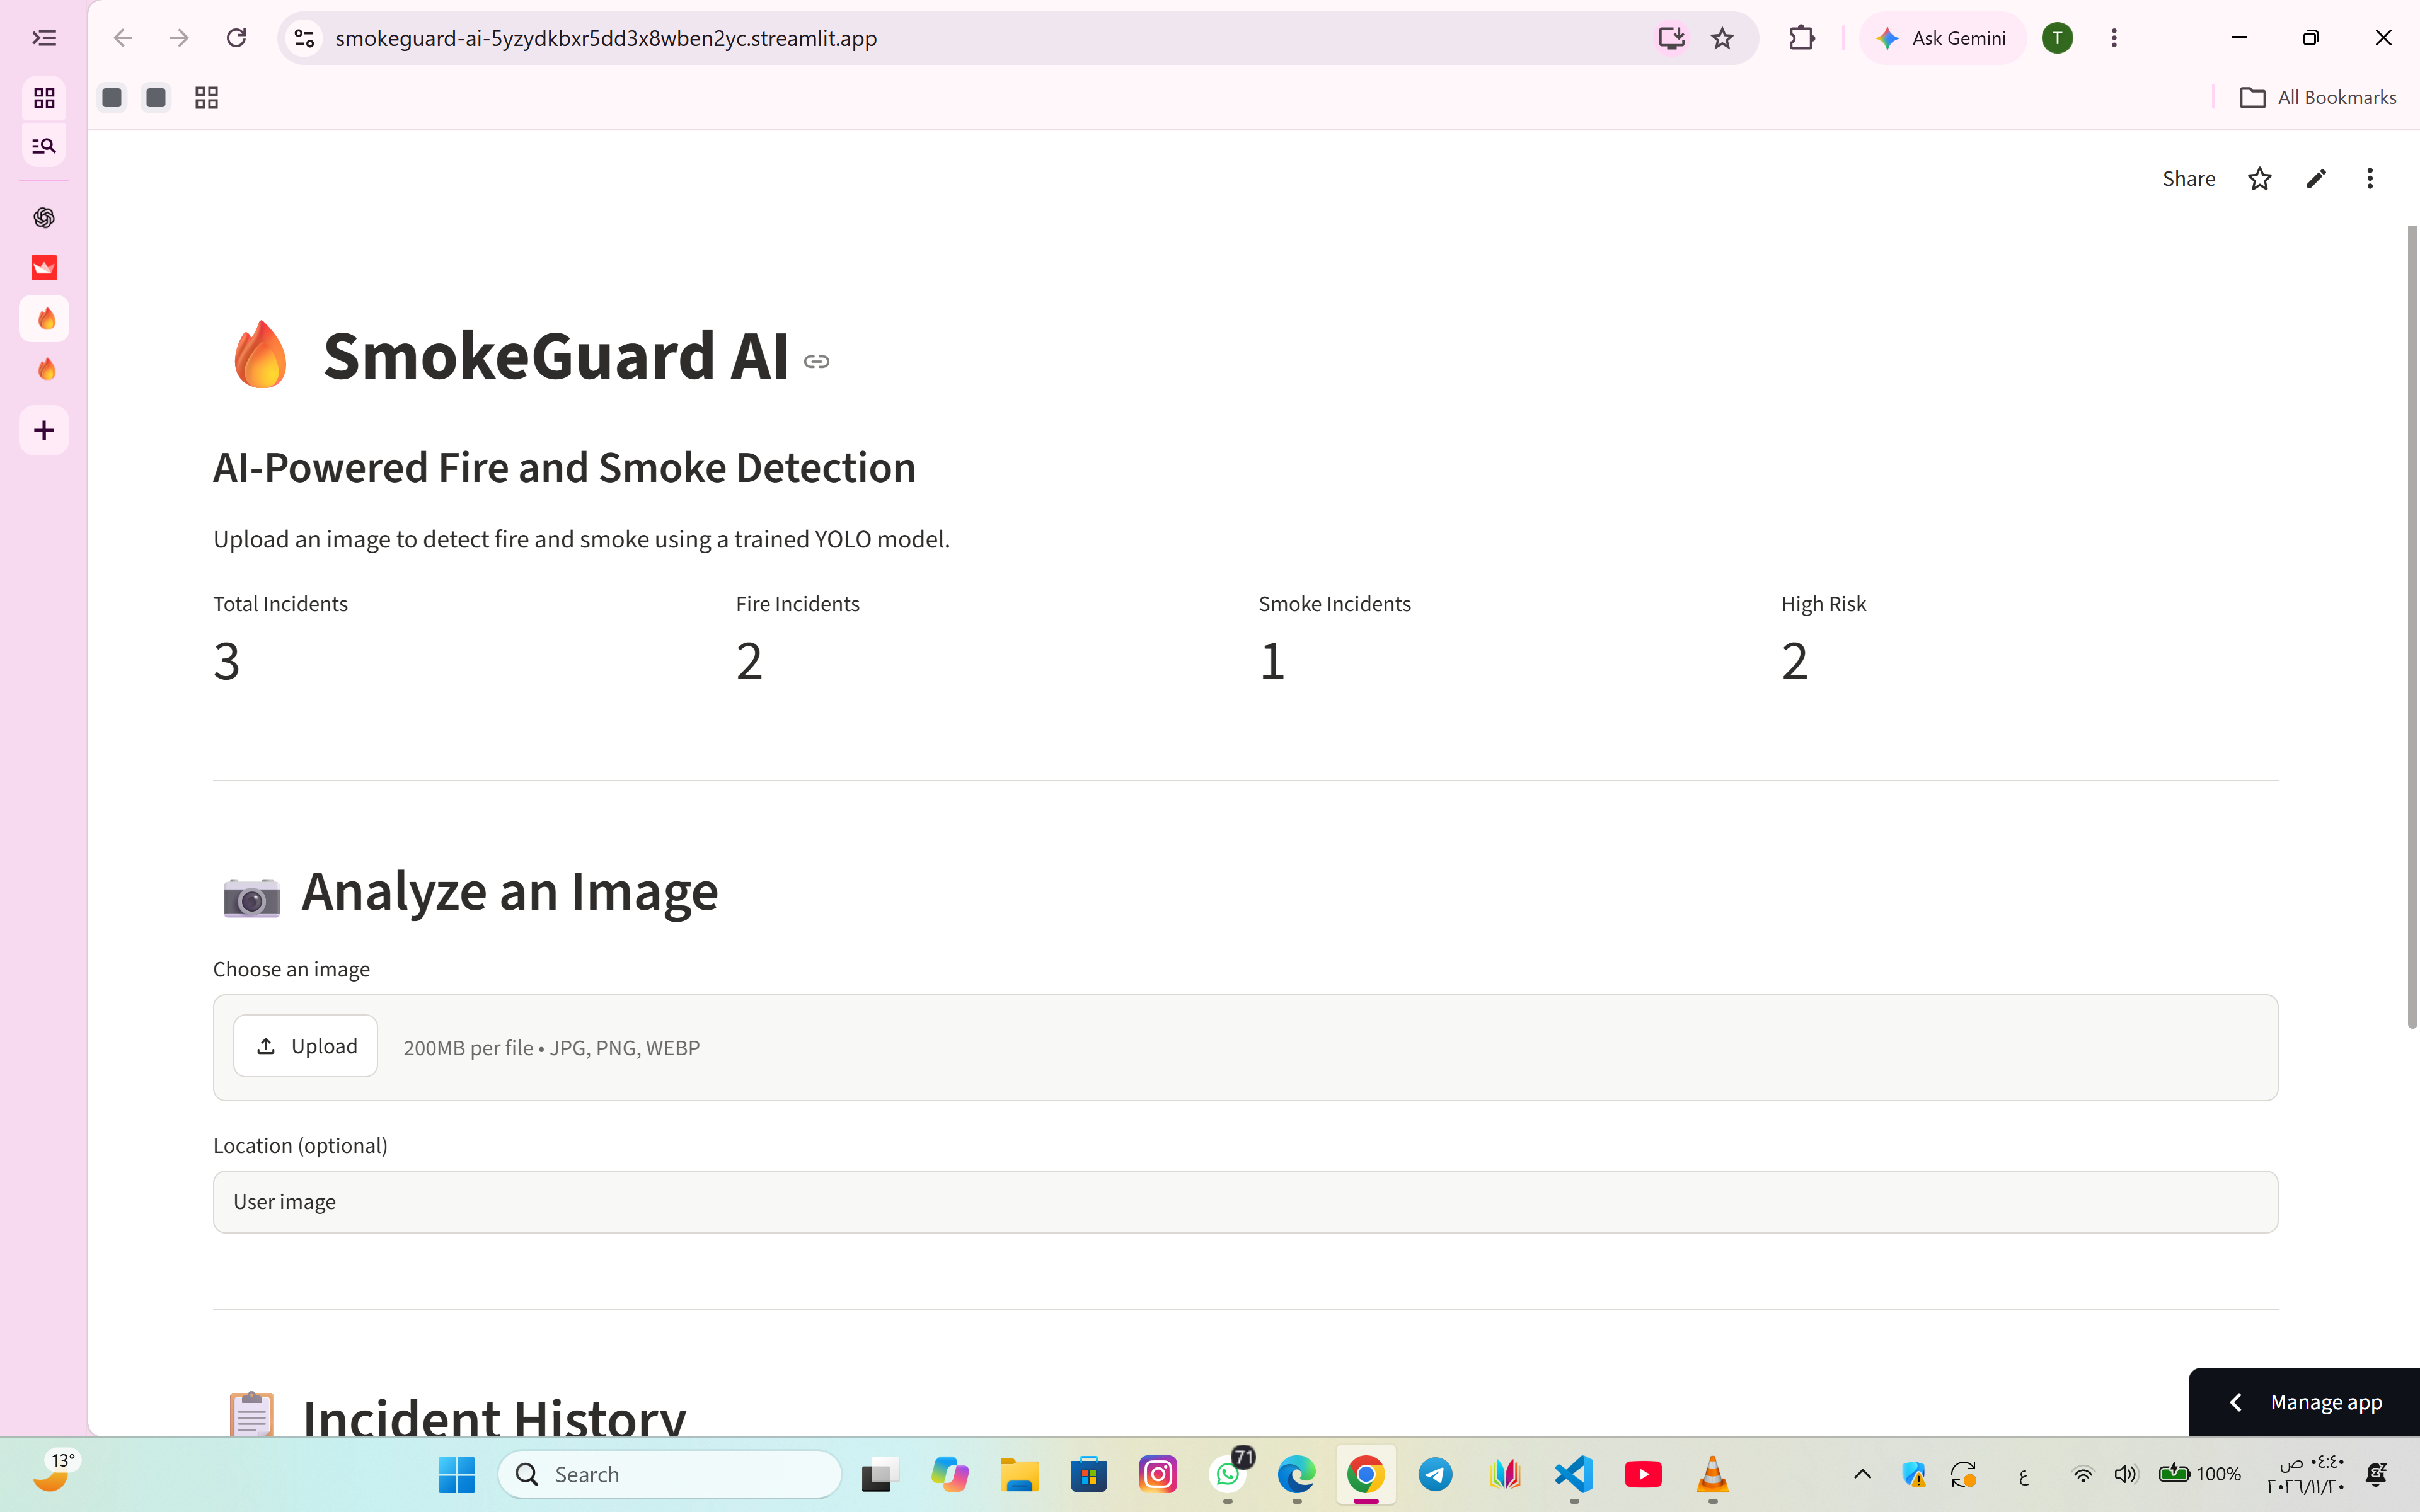 smokeguard-ai-5yzydkbxr5dd3x8wben2yc.streamlit.app
Ask Gemini
T
All Bookmarks
Share
SmokeGuard AI
AI-Powered Fire and Smoke Detection
Upload an image to detect fire and smoke using a trained YOLO model.
Total Incidents
3
Fire Incidents
2
Smoke Incidents
1
High Risk
2
Analyze an Image
Choose an image
Upload
200MB per file • JPG, PNG, WEBP
Location (optional)
User image
Incident History
Manage app
13°
Search
71
ع
100%
٠٤:٤٠ ص
٢٠٢٦/١١/٢٠